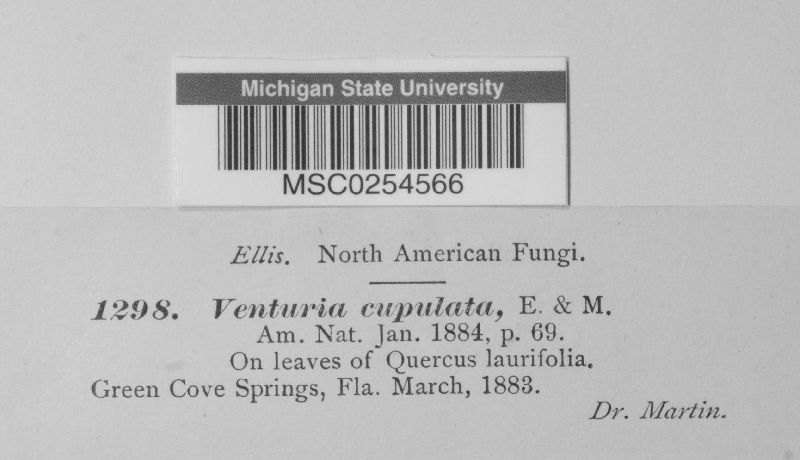 Michigan State University
MSC0254566
Ellis. North American Fungi.
1298. Venturia cupulata, E. & M.
Am. Nat. Jan. 1884, p. 69.
On leaves of Quercus laurifolia.
Green Cove Springs, Fla. March, 1883.
Dr. Martin.